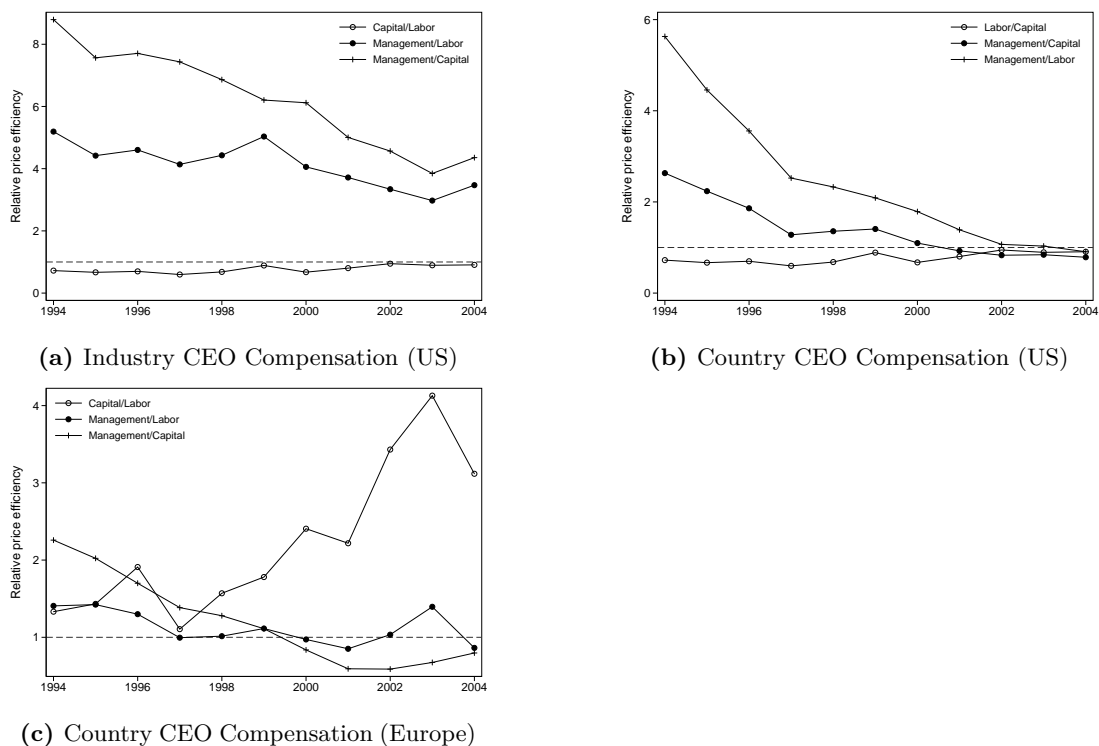 Capital/Labor
Management/Labor
Management/Capital
Relative price efficiency
8
6
4
2
0
1994 1996 1998 2000 2002 2004
(a) Industry CEO Compensation (US)
Labor/Capital
Management/Capital
Management/Labor
Relative price efficiency
6
4
2
0
1994 1996 1998 2000 2002 2004
(b) Country CEO Compensation (US)
Capital/Labor
Management/Labor
Management/Capital
Relative price efficiency
4
3
2
1
1994 1996 1998 2000 2002 2004
(c) Country CEO Compensation (Europe)